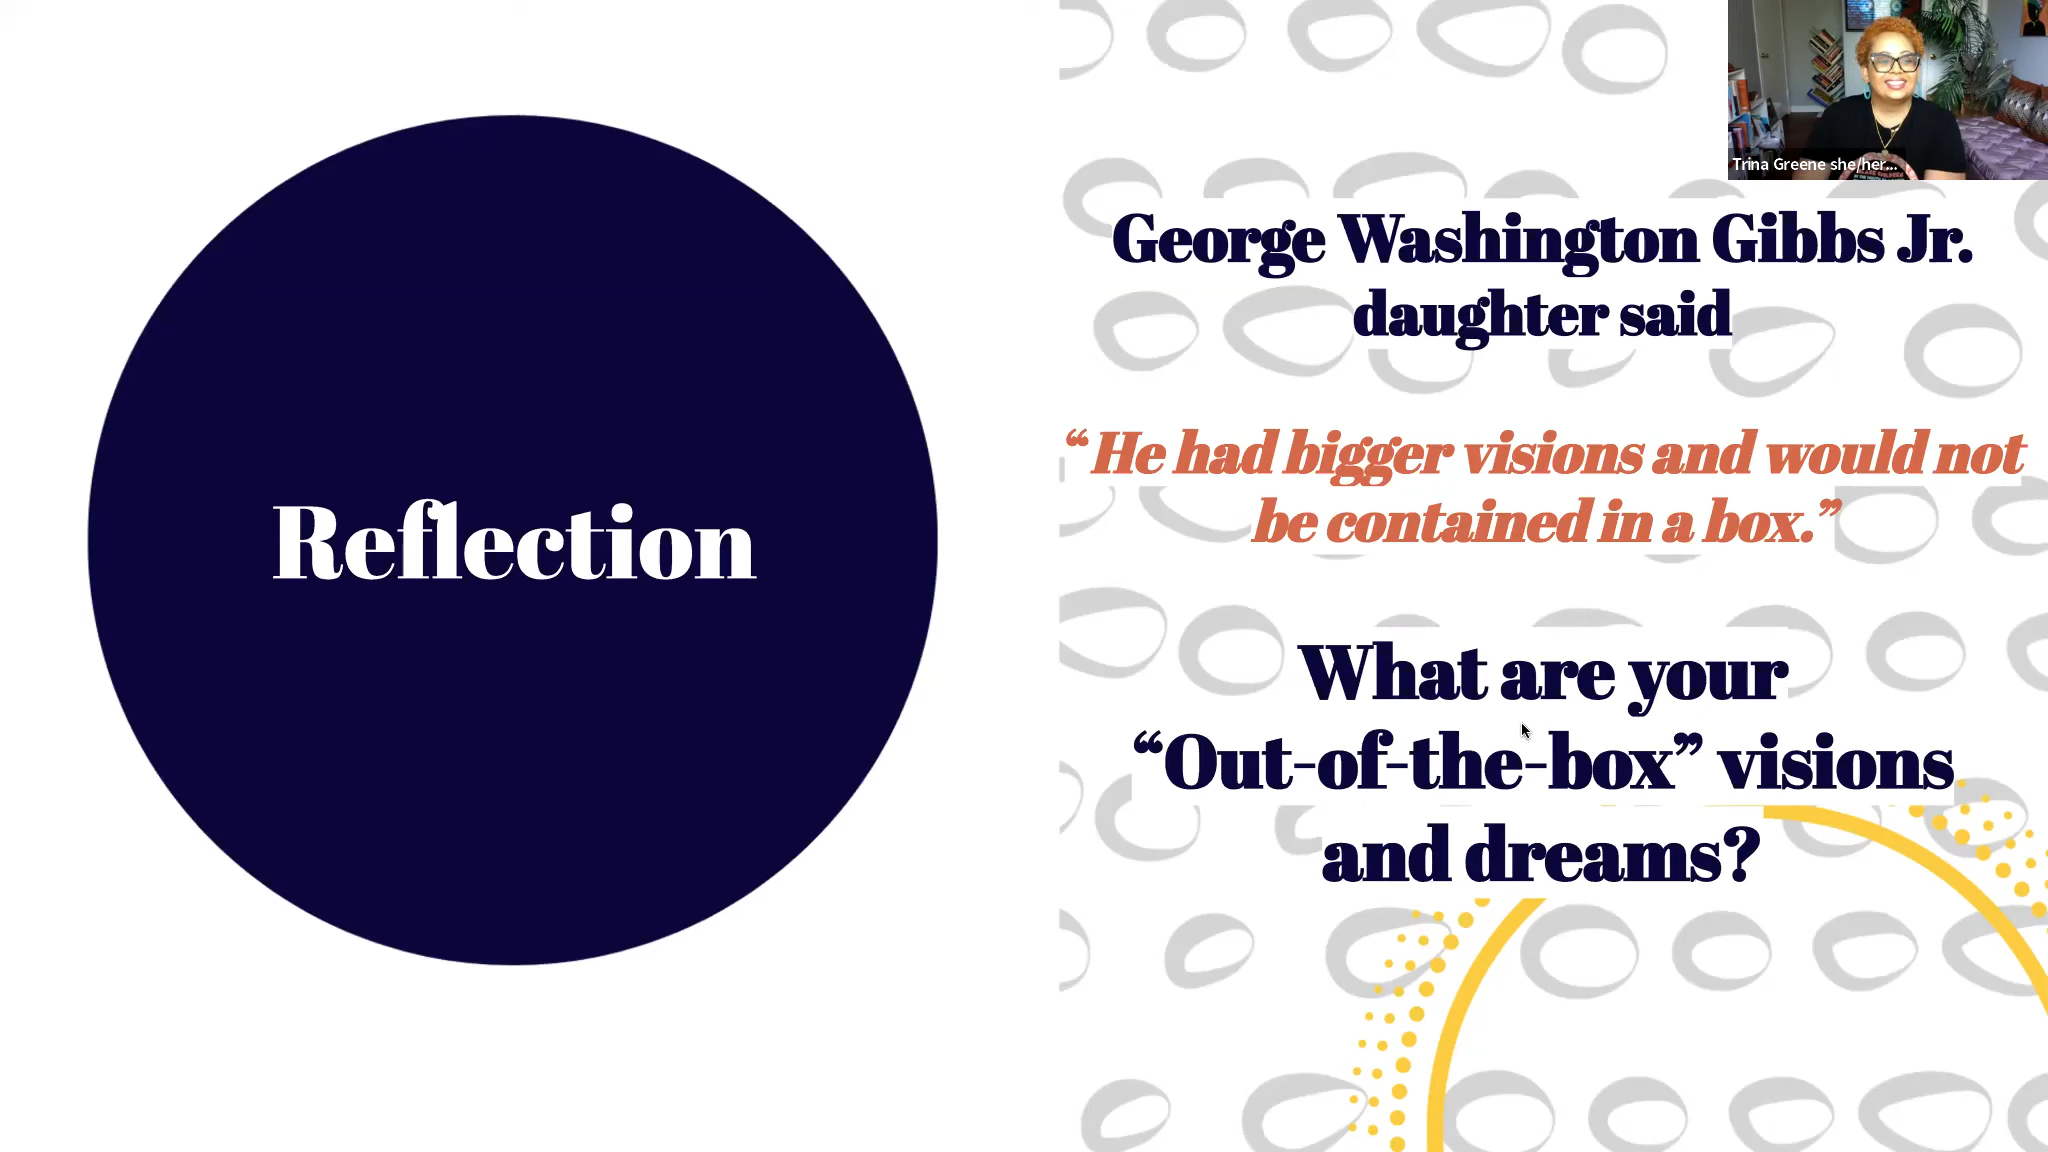 Reflection
George Washington Gibbs Jr.
daughter said
“He had bigger visions and would not
be contained in a box.”
What are your
“Out-of-the-box” visions
and dreams?
Trina Greene she/her...